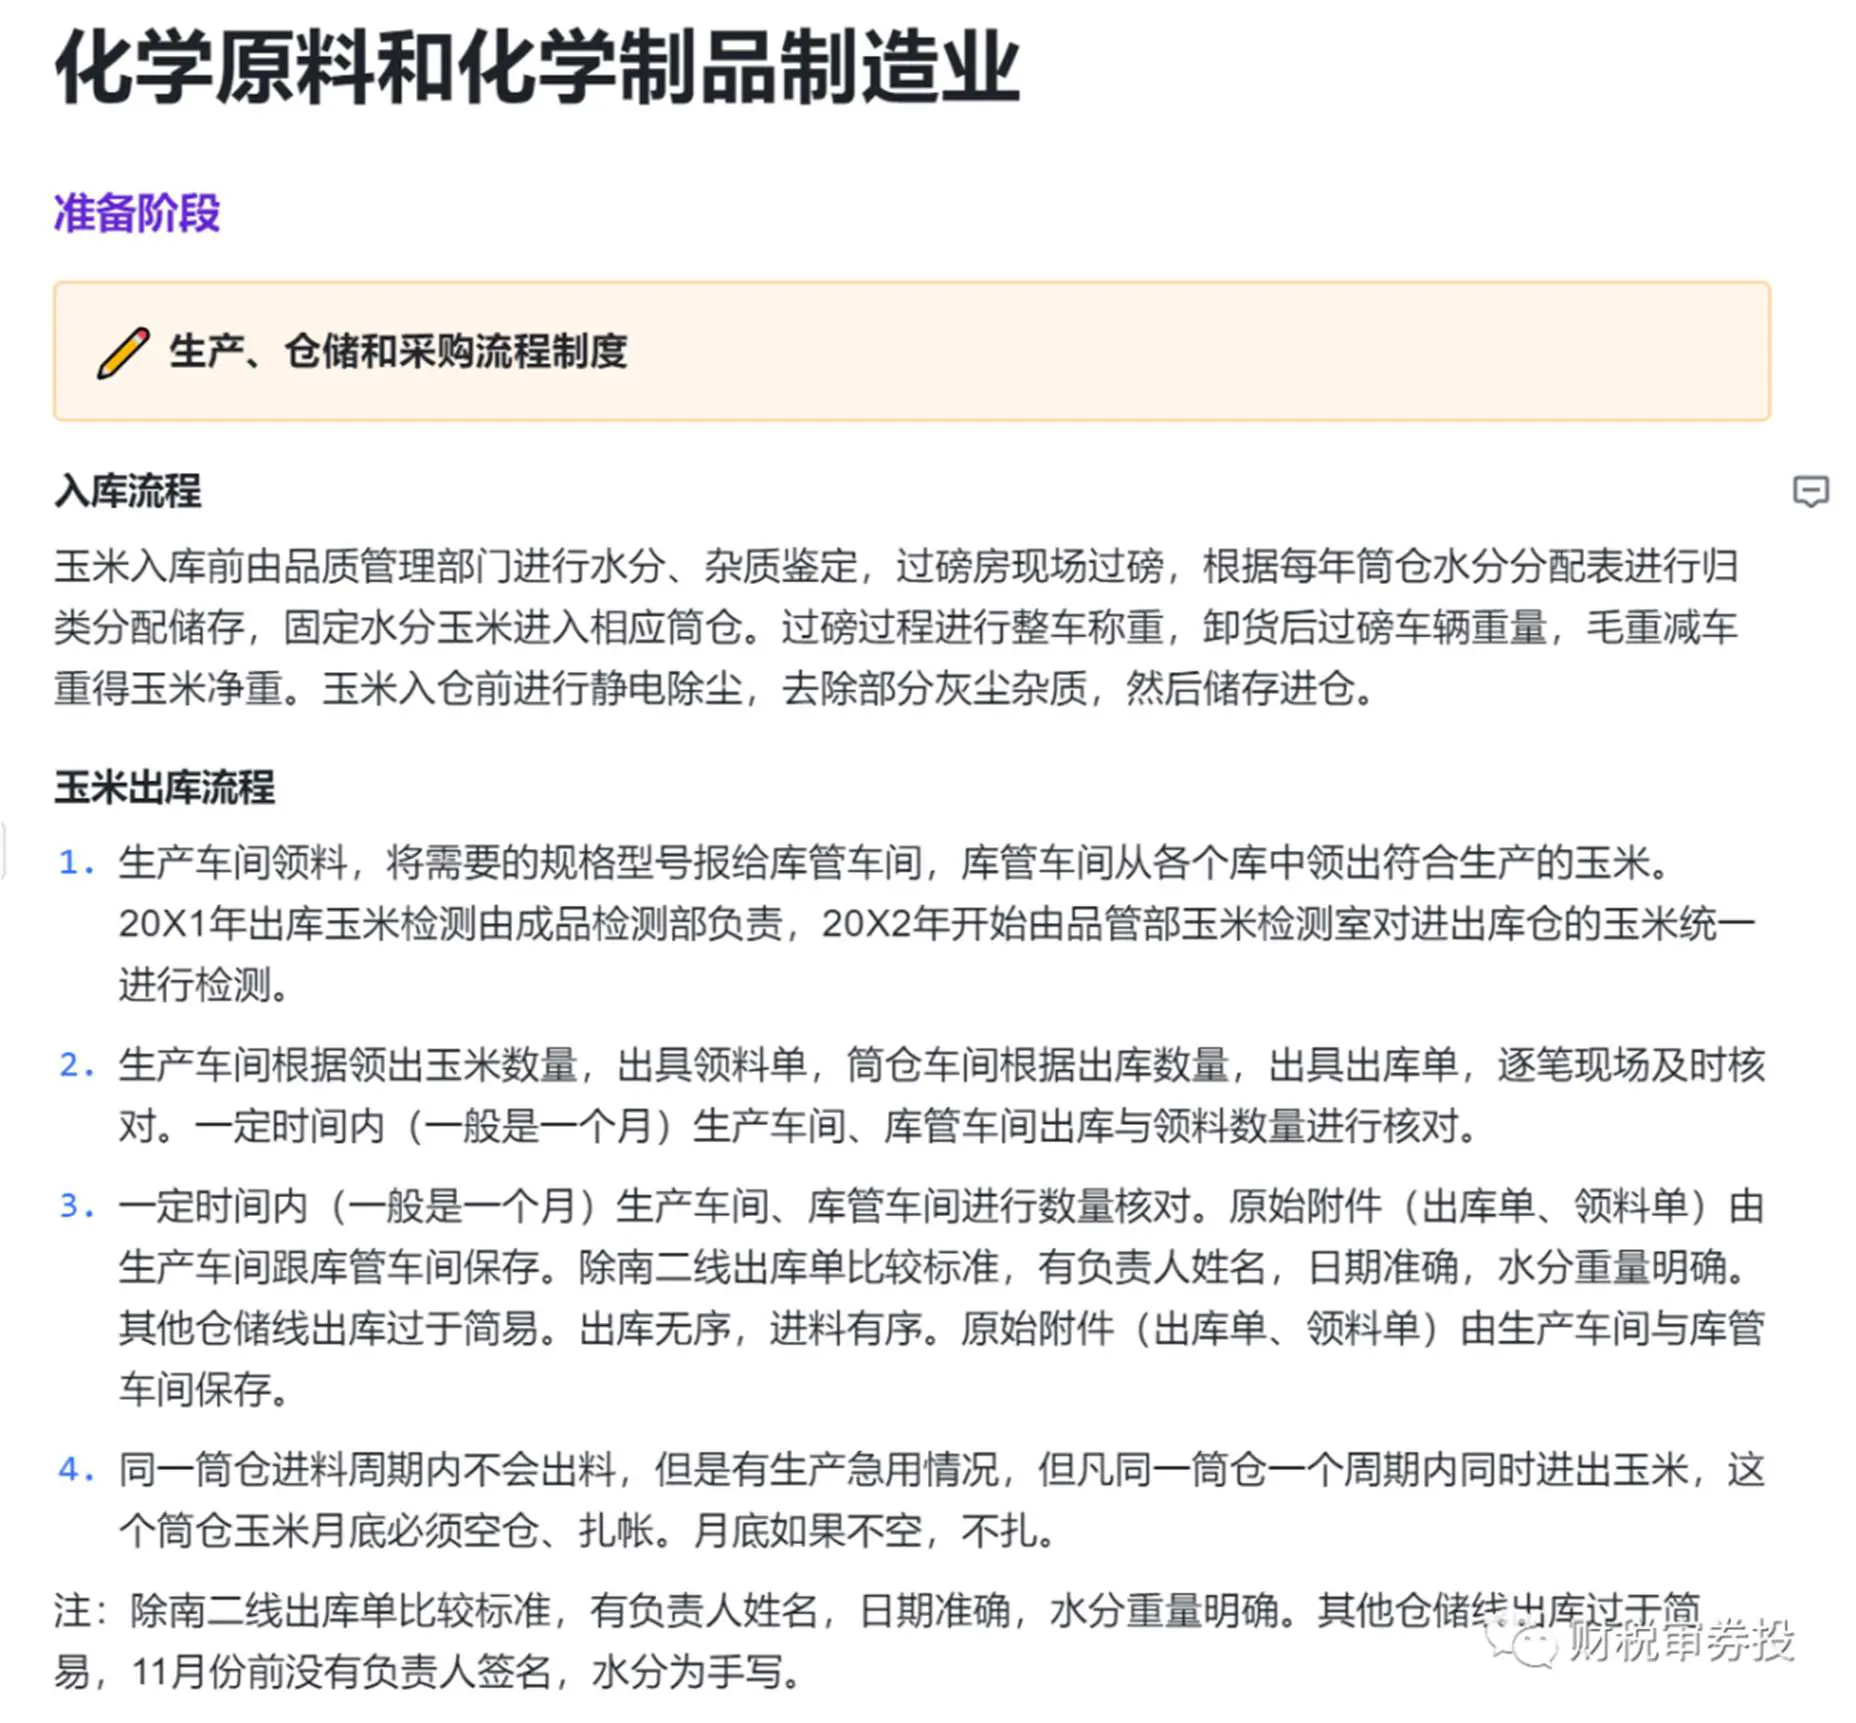 化学原料和化学制品制造业
准备阶段
生产、仓储和采购流程制度
入库流程
玉米入库前由品质管理部门进行水分、杂质鉴定，过磅房现场过磅，根据每年筒仓水分分配表进行归
类分配储存，固定水分玉米进入相应筒仓。过磅过程进行整车称重，卸货后过磅车辆重量，毛重减车
重得玉米净重。玉米入仓前进行静电除尘，去除部分灰尘杂质，然后储存进仓。
玉米出库流程
1. 生产车间领料，将需要的规格型号报给库管车间，库管车间从各个库中领出符合生产的玉米。
20X1年出库玉米检测由成品检测部负责，20X2年开始由品管部玉米检测室对进出库仓的玉米统一
进行检测。
2. 生产车间根据领出玉米数量，出具领料单，筒仓车间根据出库数量，出具出库单，逐笔现场及时核
对。一定时间内（一般是一个月）生产车间、库管车间出库与领料数量进行核对。
3. 一定时间内（一般是一个月）生产车间、库管车间进行数量核对。原始附件（出库单、领料单）由
生产车间跟库管车间保存。除南二线出库单比较标准，有负责人姓名，日期准确，水分重量明确。
其他仓储线出库过于简易。出库无序，进料有序。原始附件（出库单、领料单）由生产车间与库管
车间保存。
4. 同一筒仓进料周期内不会出料，但是有生产急用情况，但凡同一筒仓一个周期内同时进出玉米，这
个筒仓玉米月底必须空仓、扎帐。月底如果不空，不扎。
注：除南二线出库单比较标准，有负责人姓名，日期准确，水分重量明确。其他仓储线出库过于简
易，11月份前没有负责人签名，水分为手写。
财税审券投